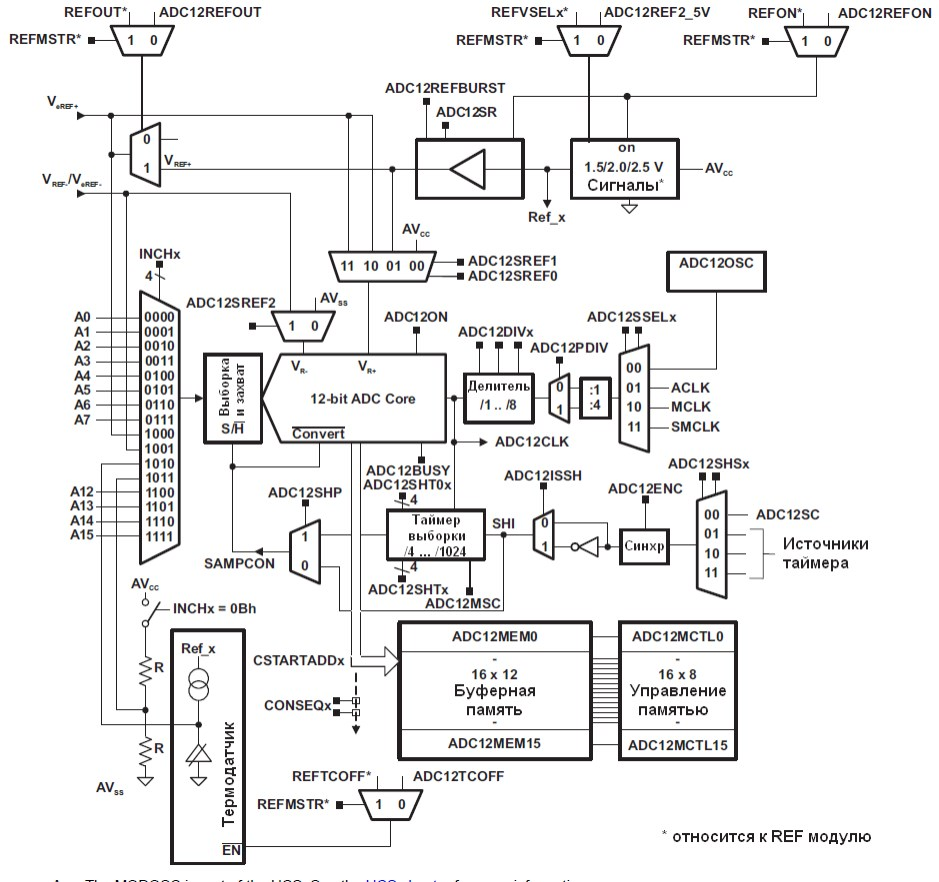 REFOUT* ADC12REFOUT
REFMSTR* 1 0
REFVSELx* ADC12REF2_5V
REFMSTR* 1 0
REFON* ADC12REFON
REFMSTR* 1 0
VeREF+
0
1
VREF+
VREF-/VeREF-
ADC12REFBURST
ADC12SR
on
1.5/2.0/2.5 V
Сигналы*
AVcc
Ref_x
AVcc
11 10 01 00
ADC12SREF1
ADC12SREF0
ADC12OSC
INCHx
4
ADC12SREF2
AVss
1 0
ADC12ON
ADC12DIVx
ADC12PDIV
ADC12SSELx
A0 0000
A1 0001
A2 0010
A3 0011
A4 0100
A5 0101
A6 0110
A7 0111
1000
1001
1010
1011
A12 1100
A13 1101
A14 1110
A15 1111
Выборка
и захват
S/H
VR-
VR+
12-bit ADC Core
Convert
Делитель
/1 .. /8
0
1
:1
:4
00
01 ACLK
10 MCLK
11 SMCLK
ADC12CLK
ADC12BUSY
ADC12SHT0x
4
ADC12SHP
1
0
SAMPCON
Таймер
выборки
/4 ... /1024
4
ADC12SHTx
ADC12MSC
SHI
ADC12ISSH
0
1
ADC12ENC
Синхр
ADC12SHSx
00 ADC12SC
01
10
11
Источники
таймера
AVcc
INCHx = 0Bh
R
R
AVss
Ref_x
Термодатчик
EN
CSTARTADDx
CONSEQx
ADC12MEM0
-
16 x 12
Буферная
память
-
ADC12MEM15
ADC12MCTL0
-
16 x 8
Управление
памятью
-
ADC12MCTL15
REFTCOFF* ADC12TCOFF
REFMSTR* 1 0
* относится к REF модулю